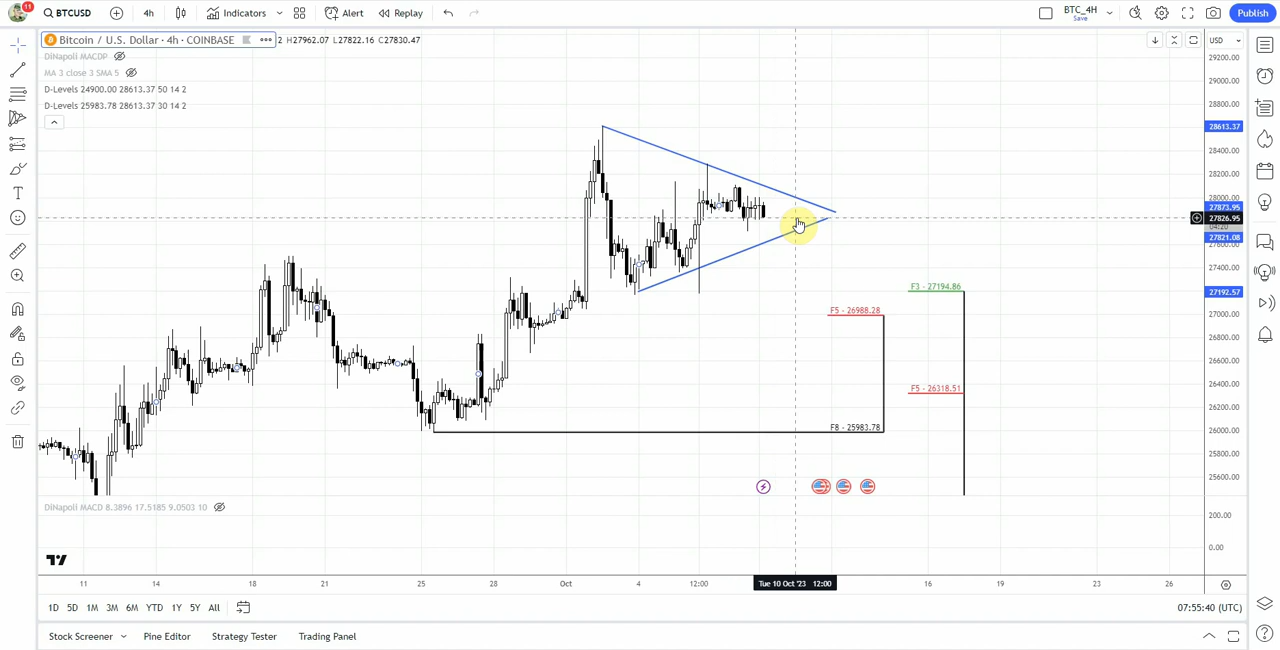 11
BTCUSD
4h
Indicators
Alert
Replay
BTC_4H
Save
Publish
Bitcoin / U.S. Dollar · 4h · COINBASE
2 H27962.07 L27822.16 C27830.47
USD
DiNapoli MACDP
MA 3 close 3 SMA 5
D-Levels 24900.00 28613.37 50 14 2
D-Levels 25983.78 28613.37 30 14 2
29200.00
29000.00
28800.00
28613.37
28400.00
28200.00
28000.00
27873.95
27826.95
04:20
27821.08
27600.00
27400.00
27192.57
27000.00
26800.00
26600.00
26400.00
26200.00
26000.00
25800.00
25600.00
200.00
0.00
F3 - 27194.86
F5 - 26988.28
F5 - 26318.51
F8 - 25983.78
DiNapoli MACD 8.3896 17.5185 9.0503 10
11
14
18
21
25
28
Oct
4
12:00
Tue 10 Oct '23 12:00
16
19
23
26
1D 5D 1M 3M 6M YTD 1Y 5Y All
07:55:40 (UTC)
Stock Screener
Pine Editor
Strategy Tester
Trading Panel